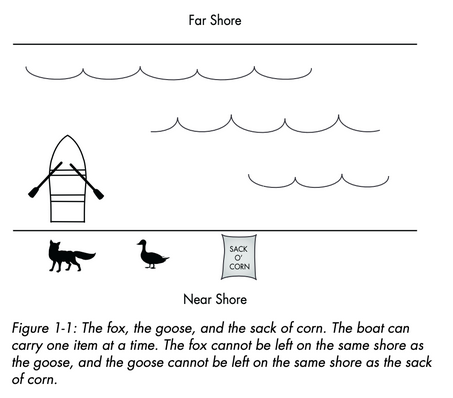 Far Shore
SACK
O'
CORN
Near Shore
Figure 1-1: The fox, the goose, and the sack of corn. The boat can
carry one item at a time. The fox cannot be left on the same shore as
the goose, and the goose cannot be left on the same shore as the sack
of corn.